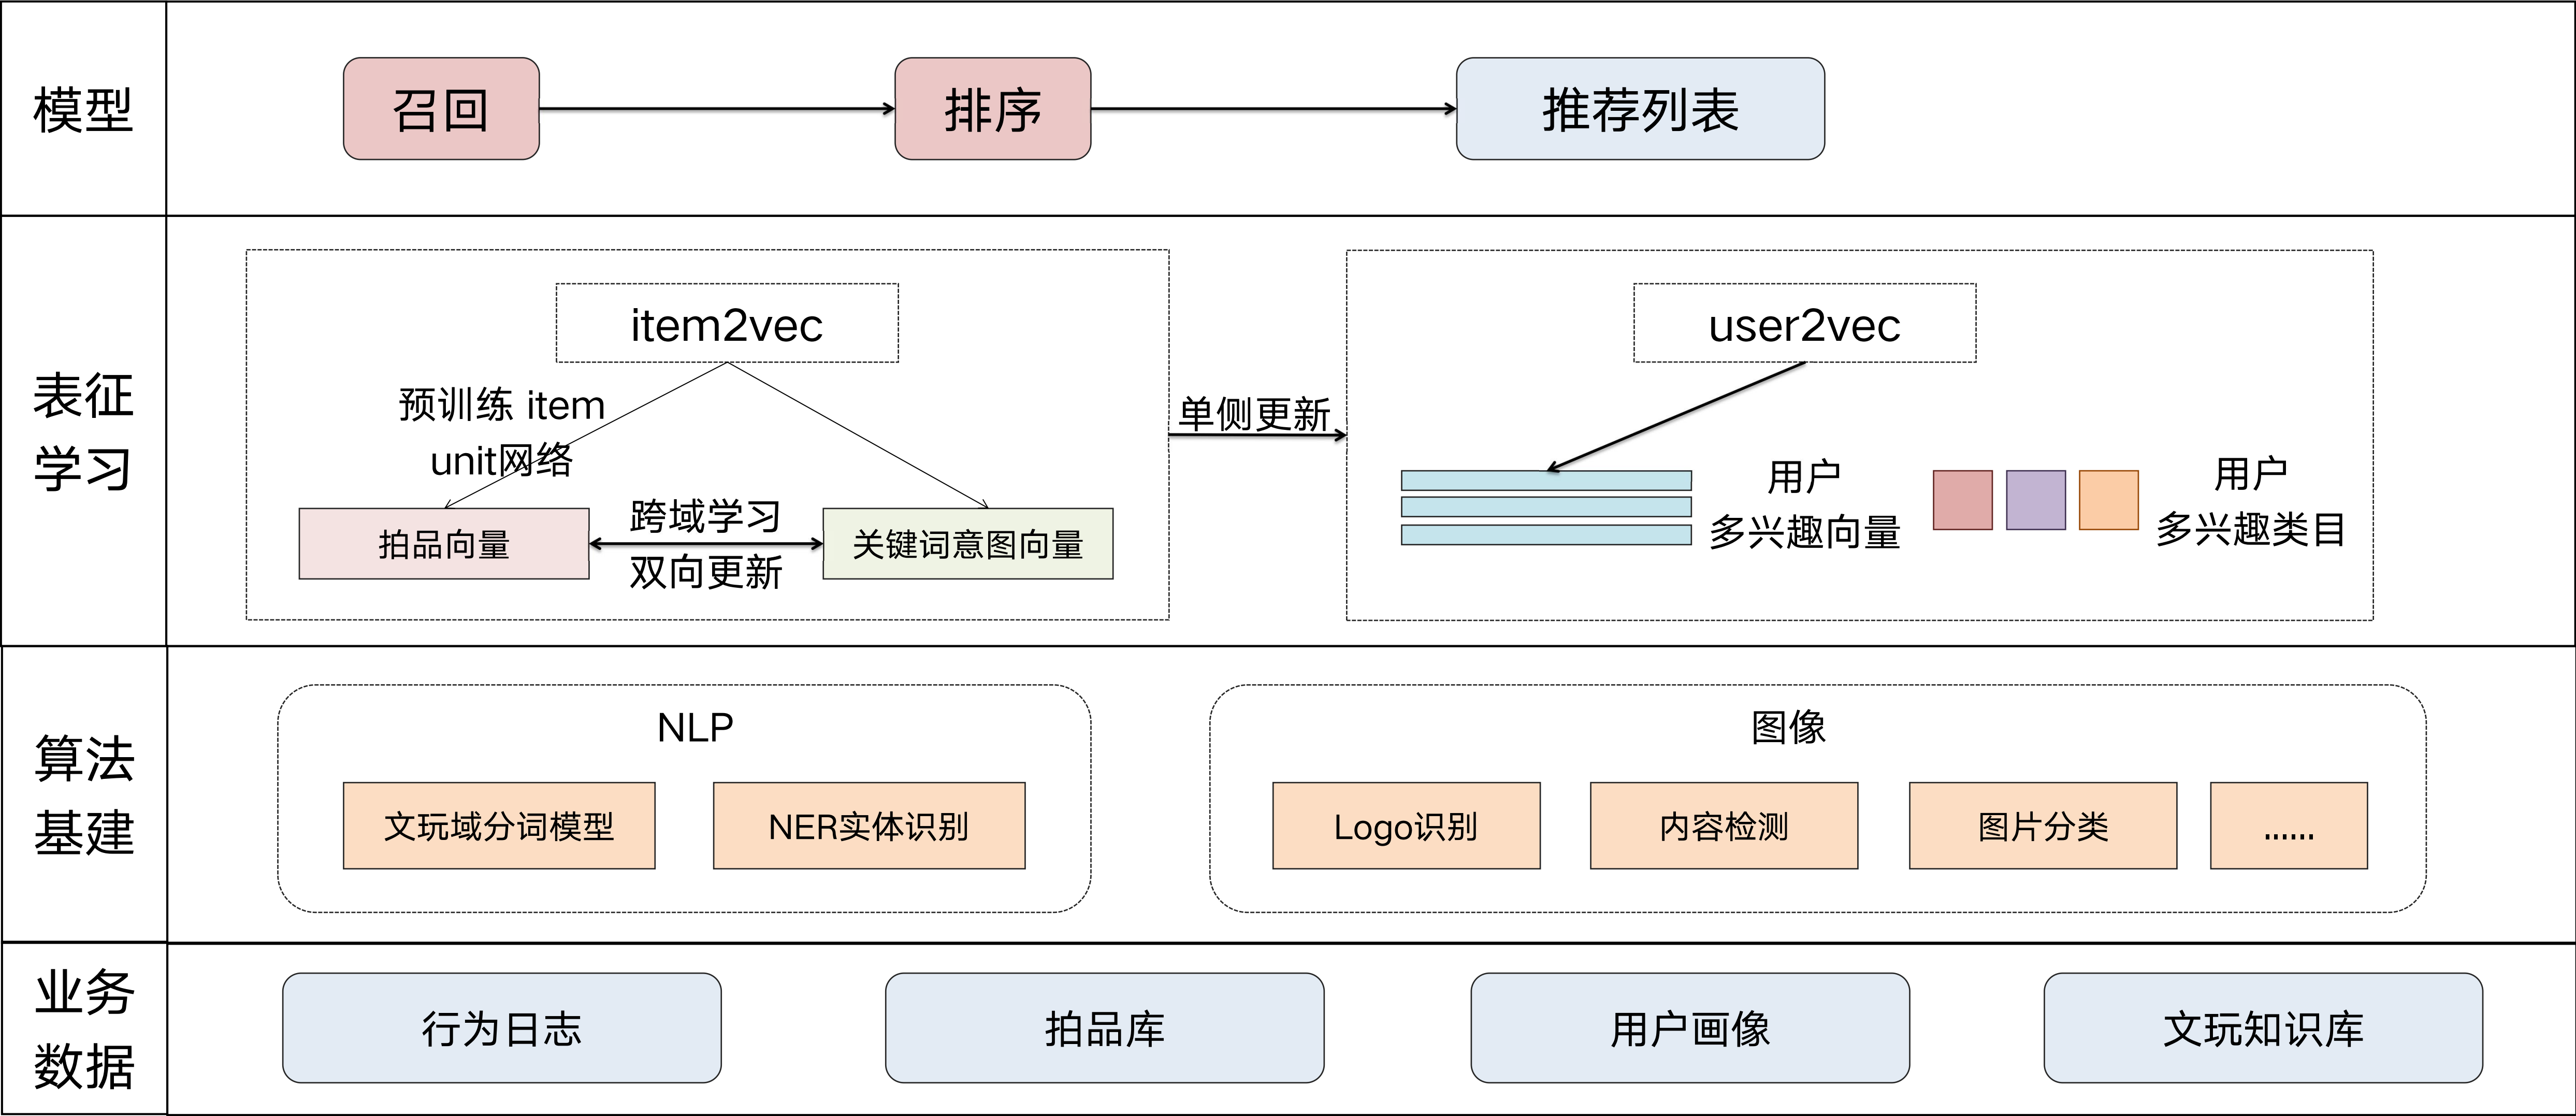 模型
召回
排序
推荐列表
表征
学习
item2vec
预训练 item
unit网络
拍品向量
跨域学习
双向更新
关键词意图向量
单侧更新
user2vec
用户
多兴趣向量
用户
多兴趣类目
算法
基建
NLP
文玩域分词模型
NER实体识别
图像
Logo识别
内容检测
图片分类
......
业务
数据
行为日志
拍品库
用户画像
文玩知识库